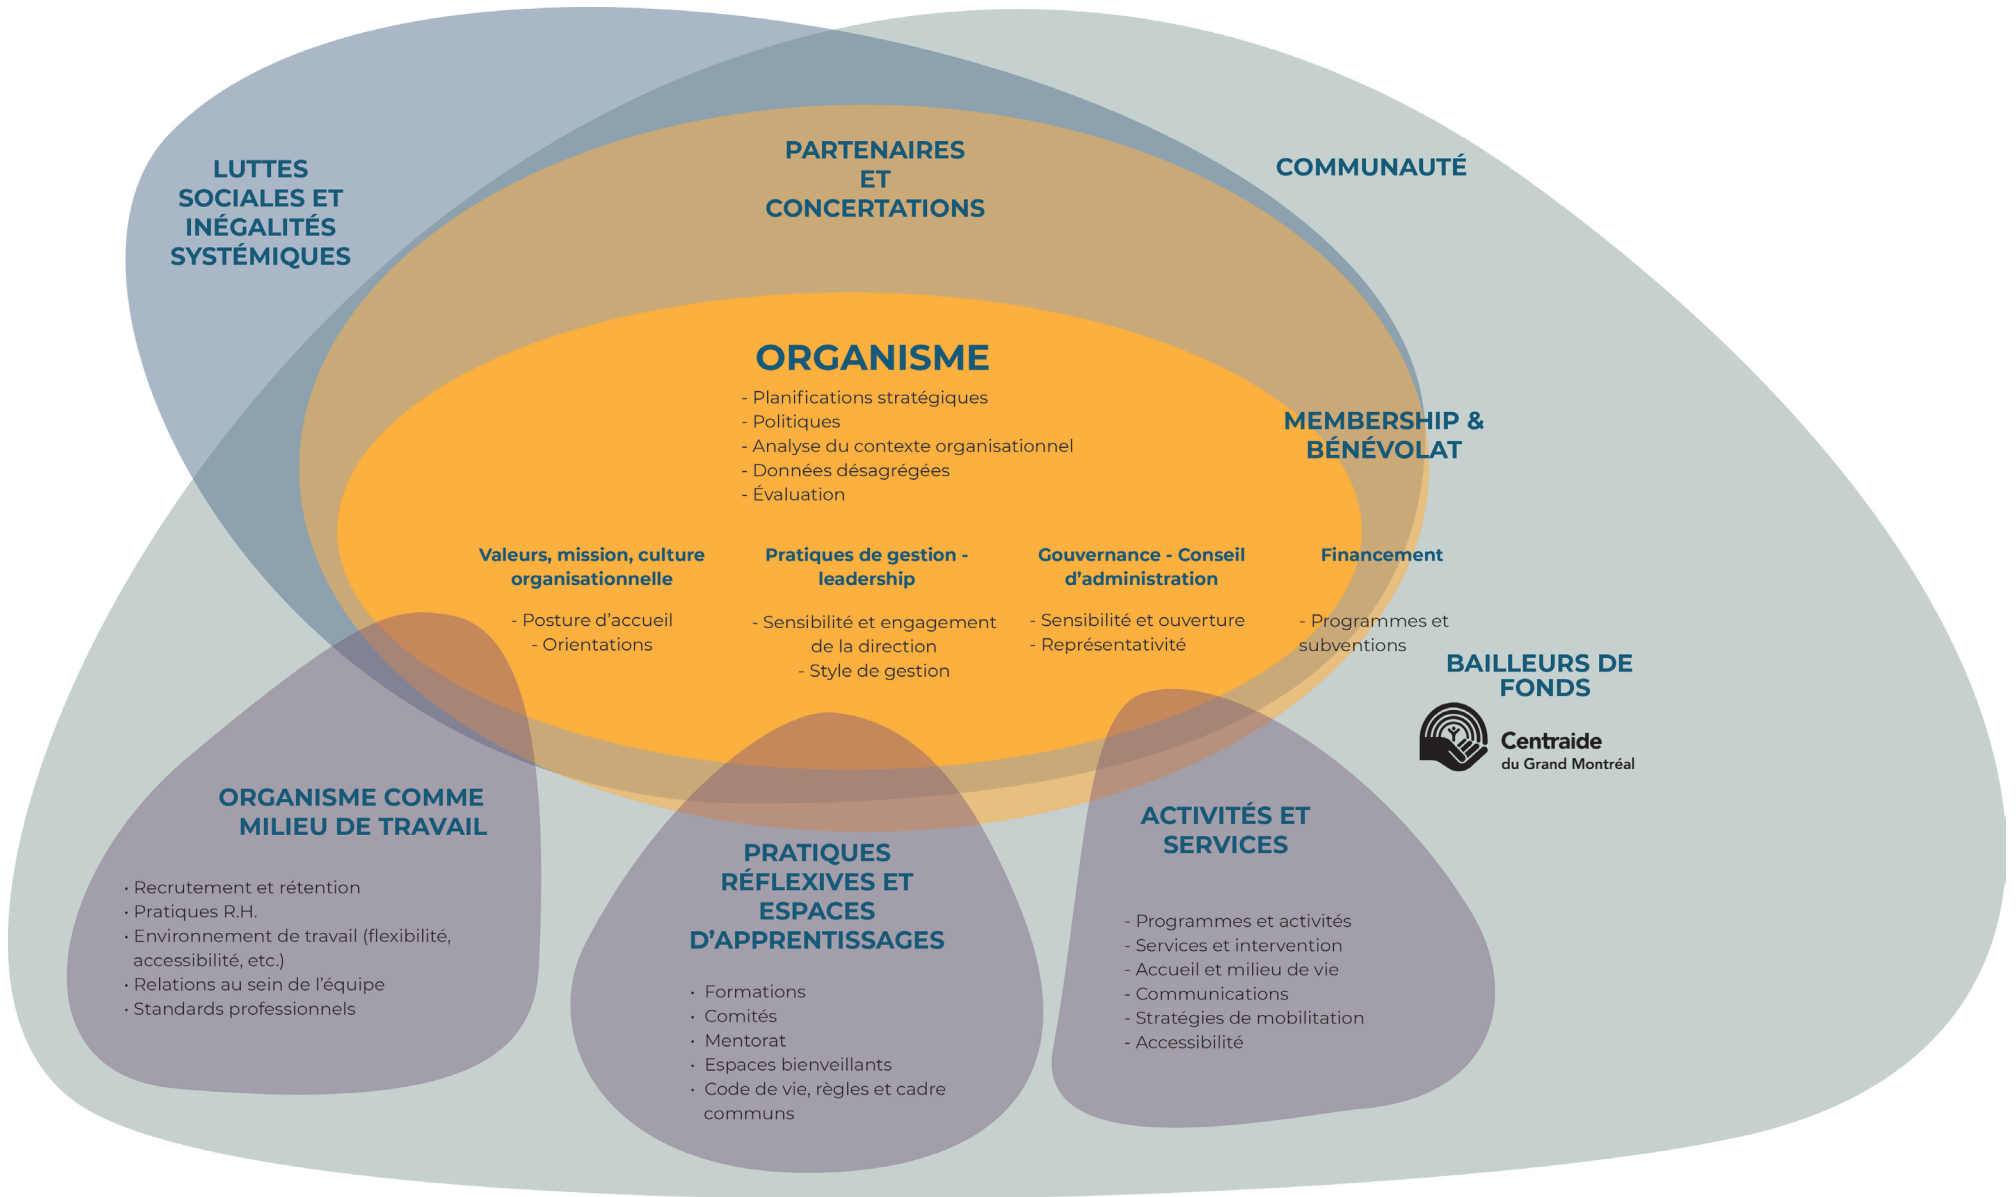 LUTTES
SOCIALES ET
INÉGALITÉS
SYSTÉMIQUES
PARTENAIRES
ET
CONCERTATIONS
COMMUNAUTÉ
ORGANISME
- Planifications stratégiques
- Politiques
- Analyse du contexte organisationnel
- Données désagrégées
- Évaluation
MEMBERSHIP &
BÉNÉVOLAT
Valeurs, mission, culture
organisationnelle
- Posture d'accueil
- Orientations
Pratiques de gestion -
leadership
- Sensibilité et engagement
de la direction
- Style de gestion
Gouvernance - Conseil
d'administration
- Sensibilité et ouverture
- Représentativité
Financement
- Programmes et
subventions
BAILLEURS DE
FONDS
Centraide
du Grand Montréal
ORGANISME COMME
MILIEU DE TRAVAIL
· Recrutement et rétention
· Pratiques R.H.
· Environnement de travail (flexibilité,
accessibilité, etc.)
· Relations au sein de l'équipe
· Standards professionnels
PRATIQUES
RÉFLEXIVES ET
ESPACES
D'APPRENTISSAGES
· Formations
· Comités
· Mentorat
· Espaces bienveillants
· Code de vie, règles et cadre
communs
ACTIVITÉS ET
SERVICES
- Programmes et activités
- Services et intervention
- Accueil et milieu de vie
- Communications
- Stratégies de mobilitation
- Accessibilité